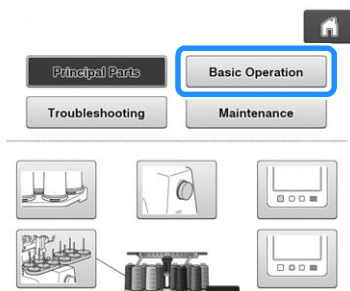 Principal Parts
Basic Operation
Troubleshooting
Maintenance